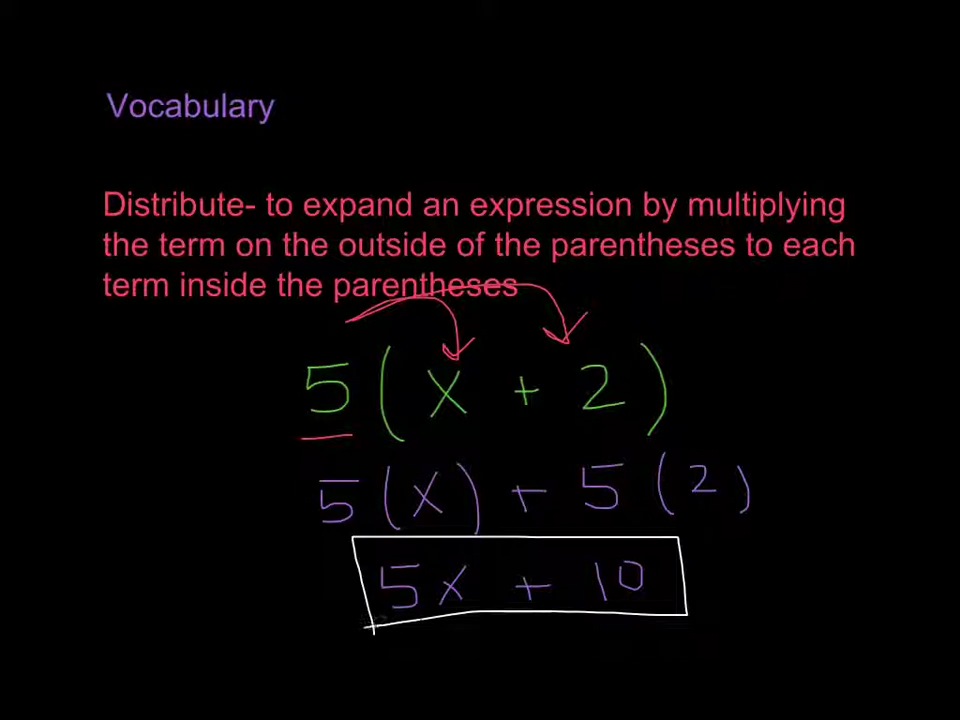 Vocabulary
Distribute- to expand an expression by multiplying
the term on the outside of the parentheses to each
term inside the parentheses
5(x + 2)
5(x) + 5(2)
5x + 10